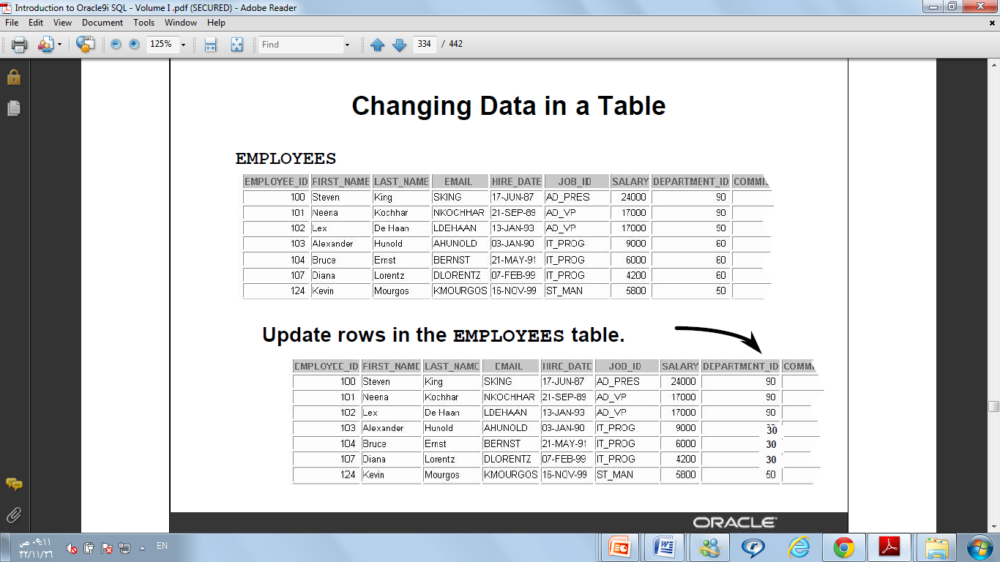 Introduction to Oracle9i SQL - Volume I .pdf (SECURED) - Adobe Reader
File Edit View Document Tools Window Help
125% Find 334 / 442
Changing Data in a Table
EMPLOYEES
EMPLOYEE_ID FIRST_NAME LAST_NAME EMAIL HIRE_DATE JOB_ID SALARY DEPARTMENT_ID
100 Steven King SKING 17-JUN-87 AD_PRES 24000 90
101 Neena Kochhar NKOCHHAR 21-SEP-89 AD_VP 17000 90
102 Lex De Haan LDEHAAN 13-JAN-93 AD_VP 17000 90
103 Alexander Hunold AHUNOLD 03-JAN-90 IT_PROG 9000 60
104 Bruce Ernst BERNST 21-MAY-91 IT_PROG 6000 60
107 Diana Lorentz DLORENTZ 07-FEB-99 IT_PROG 4200 60
124 Kevin Mourgos KMOURGOS 16-NOV-99 ST_MAN 5800 50
Update rows in the EMPLOYEES table.
EMPLOYEE_ID FIRST_NAME LAST_NAME EMAIL HIRE_DATE JOB_ID SALARY DEPARTMENT_ID
100 Steven King SKING 17-JUN-87 AD_PRES 24000 90
101 Neena Kochhar NKOCHHAR 21-SEP-89 AD_VP 17000 90
102 Lex De Haan LDEHAAN 13-JAN-93 AD_VP 17000 90
103 Alexander Hunold AHUNOLD 03-JAN-90 IT_PROG 9000 30
104 Bruce Ernst BERNST 21-MAY-91 IT_PROG 6000 30
107 Diana Lorentz DLORENTZ 07-FEB-99 IT_PROG 4200 30
124 Kevin Mourgos KMOURGOS 16-NOV-99 ST_MAN 5800 50
ORACLE
٠٩:١١ ص
٣٢/١١/٢٦
EN